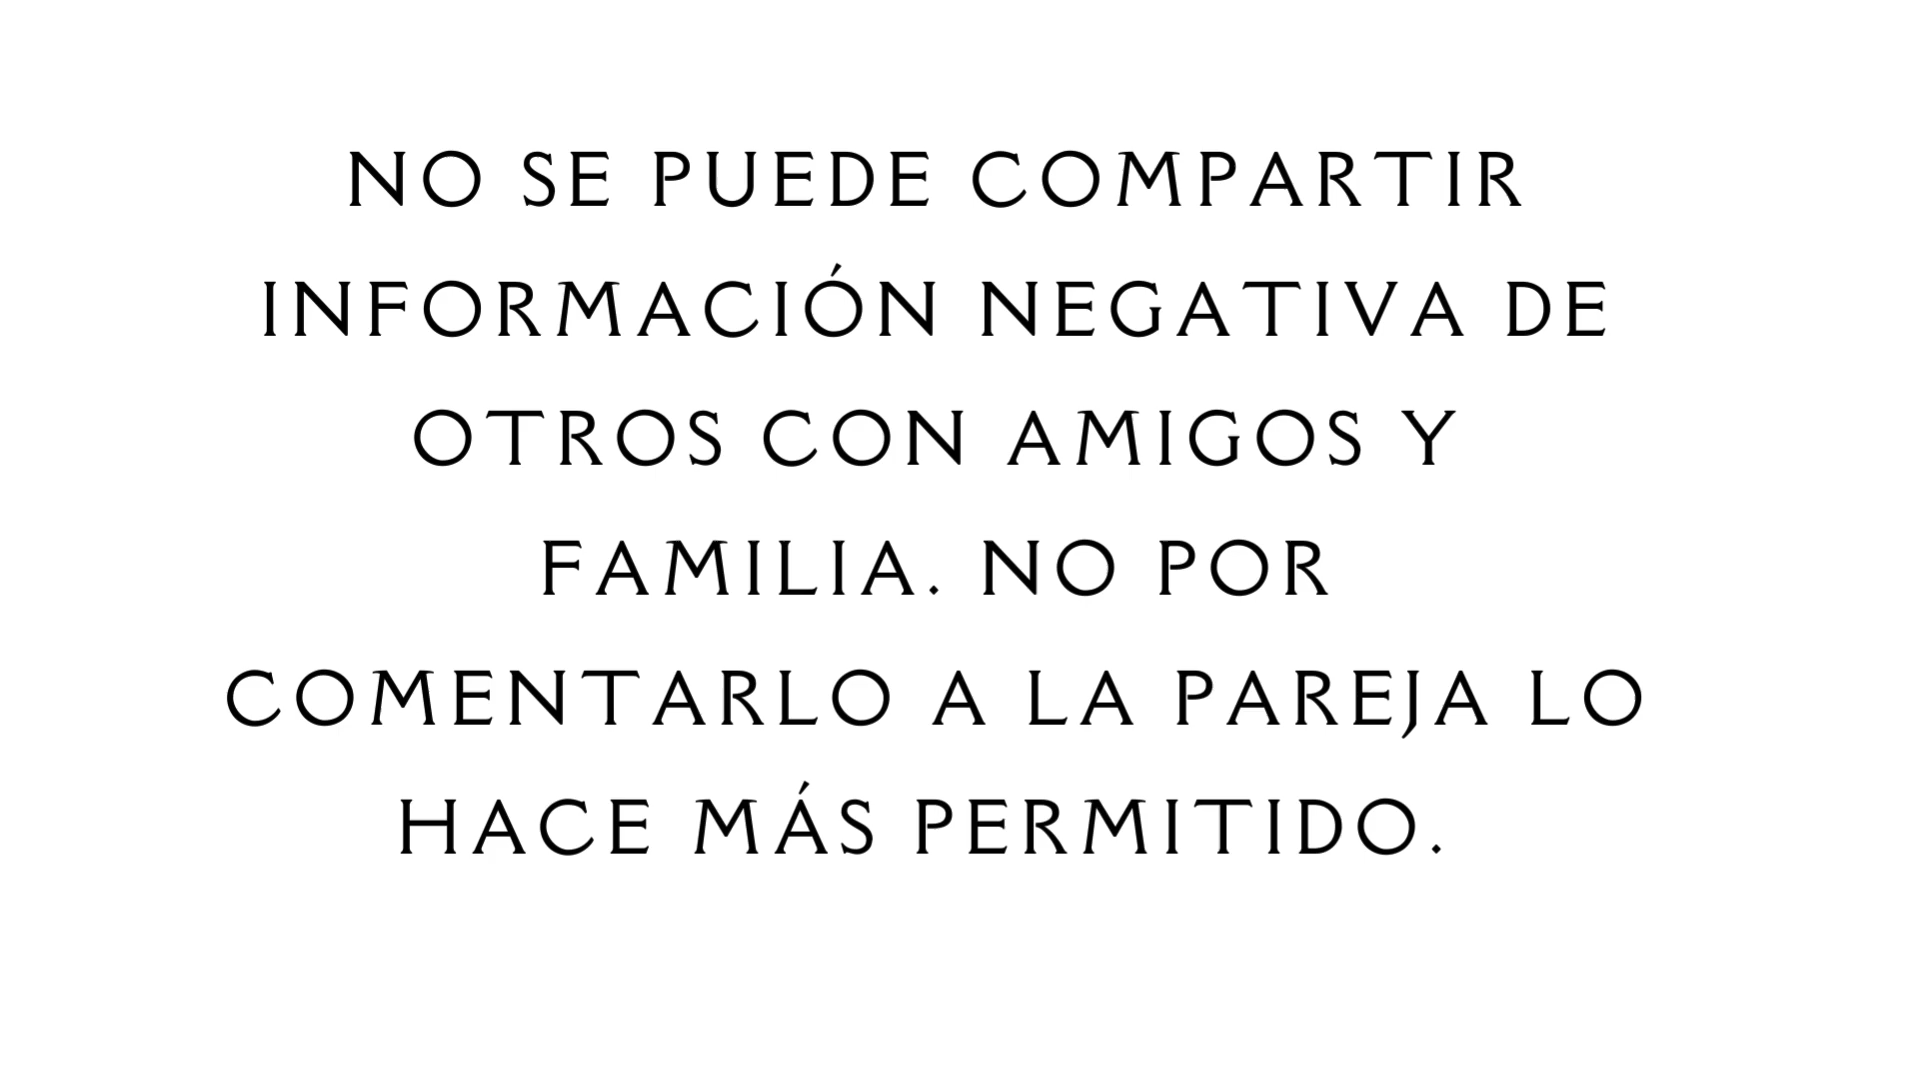 NO SE PUEDE COMPARTIR
INFORMACIÓN NEGATIVA DE
OTROS CON AMIGOS Y
FAMILIA. NO POR
COMENTARLO A LA PAREJA LO
HACE MÁS PERMITIDO.